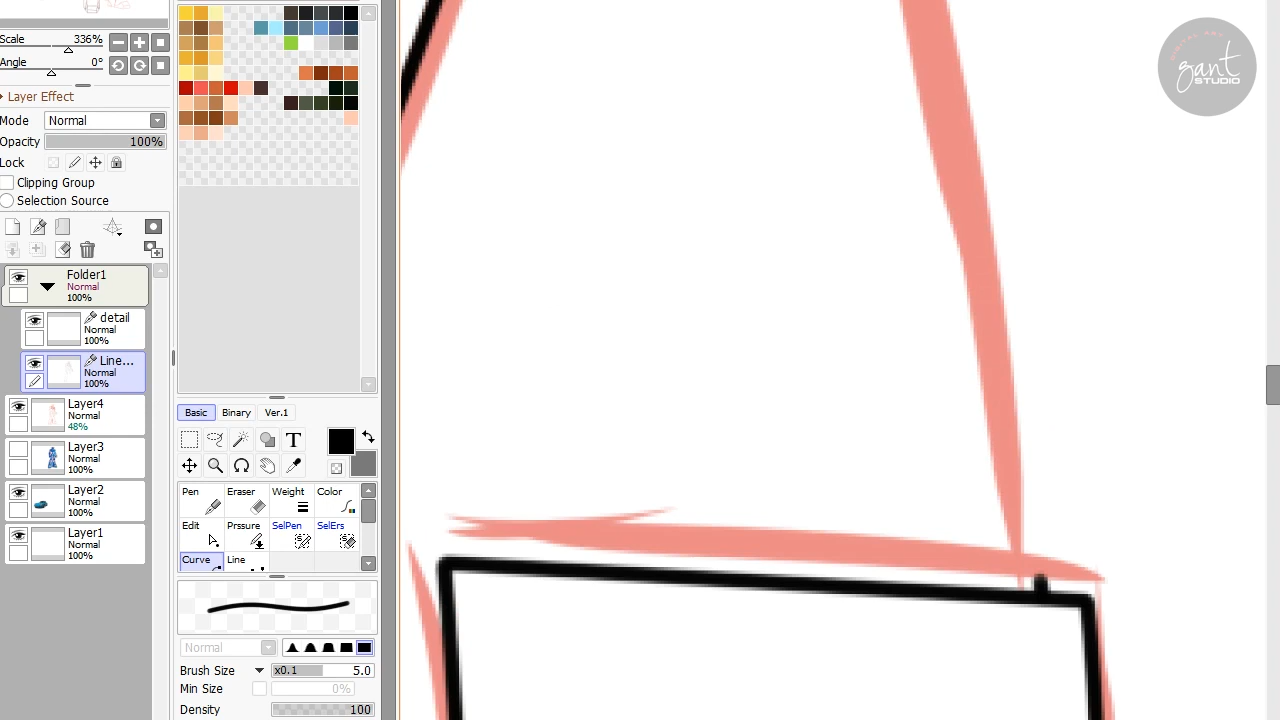 Scale 336%
Angle 0°
Layer Effect
Mode Normal
Opacity 100%
Lock
Clipping Group
Selection Source
Folder1
Normal
100%
detail
Normal
100%
Line...
Normal
100%
Layer4
Normal
48%
Layer3
Normal
100%
Layer2
Normal
100%
Layer1
Normal
100%
Basic Binary Ver.1
T
Pen Eraser Weight Color
Edit Prssure SelPen SelErs
Curve Line
Normal
Brush Size x0.1 5.0
Min Size 0%
Density 100
DIGITAL ART
gant
STUDIO